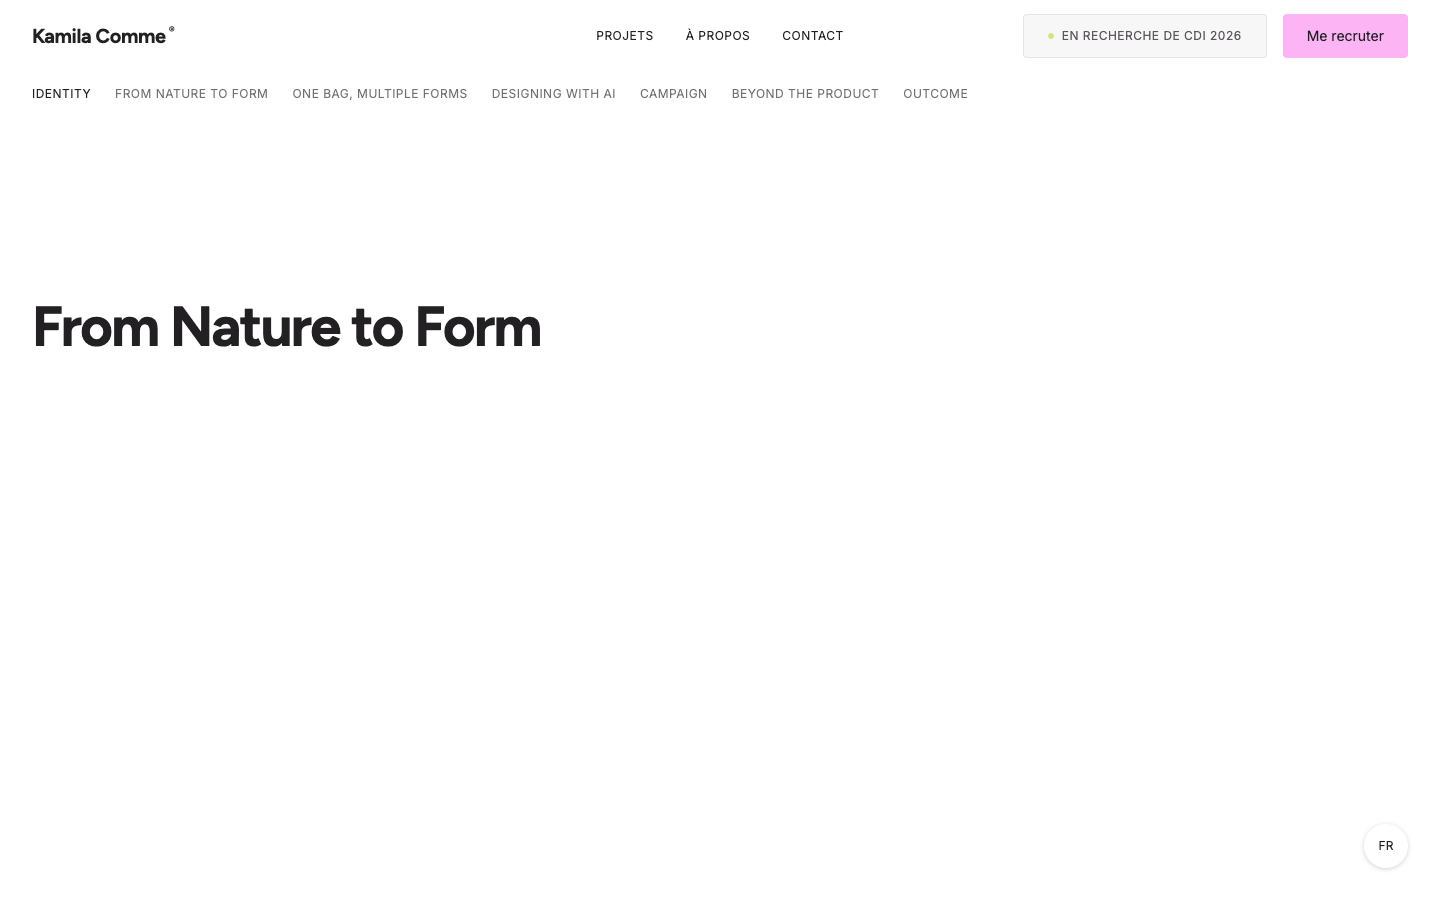 Kamila Comme ®
PROJETS
À PROPOS
CONTACT
EN RECHERCHE DE CDI 2026
Me recruter
IDENTITY
FROM NATURE TO FORM
ONE BAG, MULTIPLE FORMS
DESIGNING WITH AI
CAMPAIGN
BEYOND THE PRODUCT
OUTCOME
From Nature to Form
FR